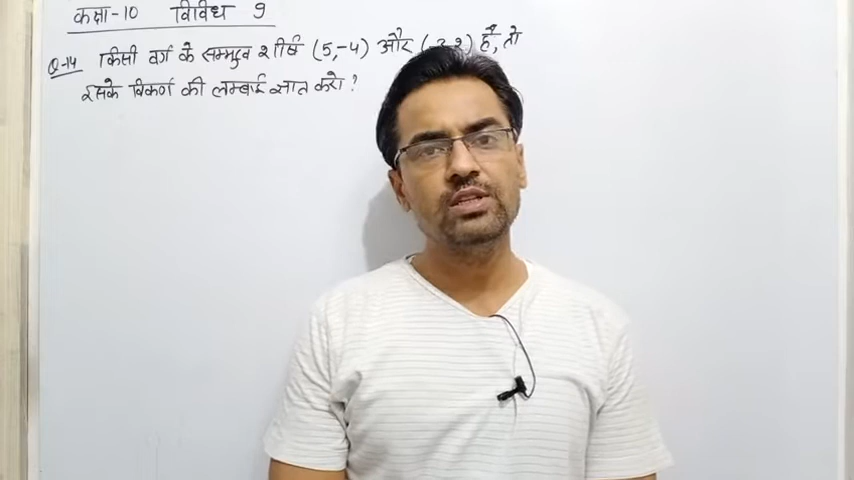 कक्षा-10 विविध 9
Q-14 किसी वर्ग के सम्मुख शीर्ष (5,-4) और है, तो
इसके विकर्ण की लम्बाई ज्ञात करो ?